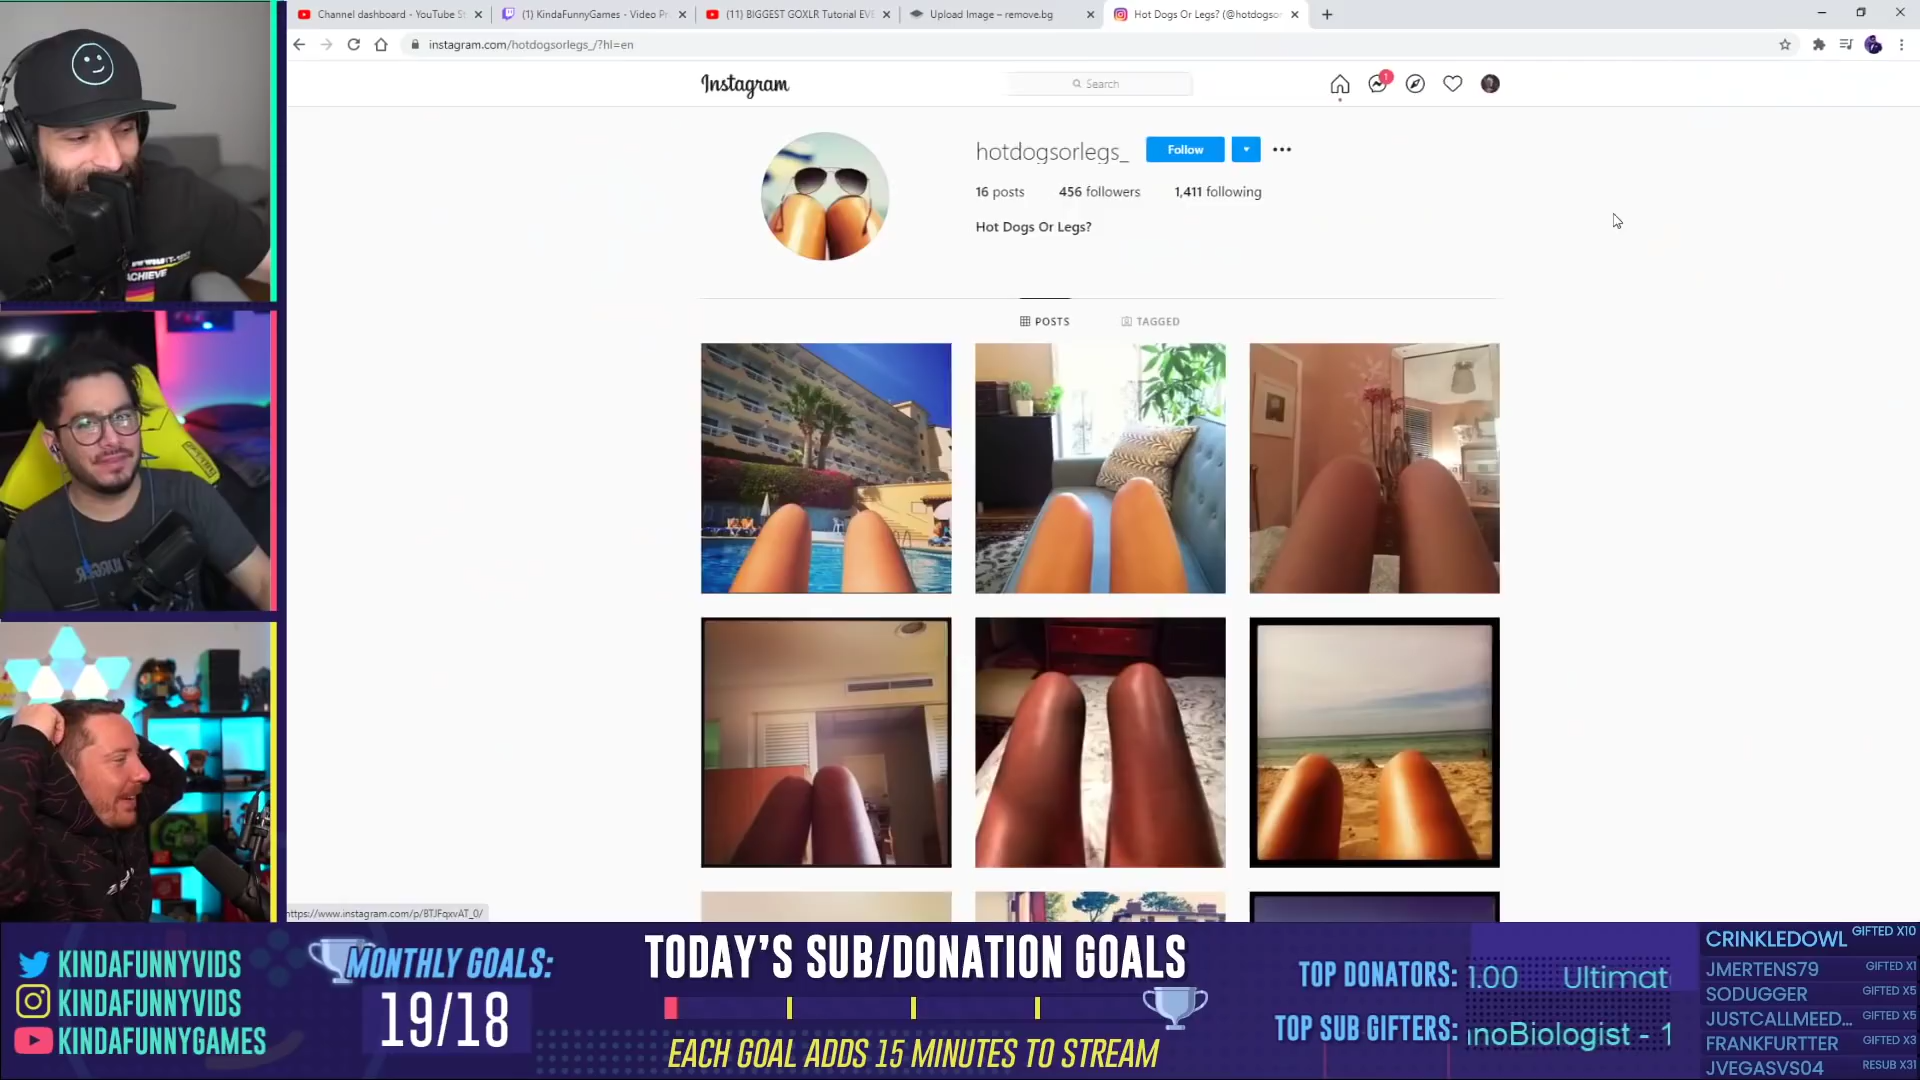 Channel dashboard - YouTube St
(1) KindaFunnyGames - Video Pr
(11) BIGGEST GOXLR Tutorial EVE
Upload Image – remove.bg
Hot Dogs Or Legs? (@hotdogsor
instagram.com/hotdogsorlegs_/?hl=en
Instagram
Search
1
hotdogsorlegs_
Follow
16 posts
456 followers
1,411 following
Hot Dogs Or Legs?
POSTS
TAGGED
ACHIEVE
https://www.instagram.com/p/BTJFqxvAT_0/
KINDAFUNNYVIDS
KINDAFUNNYVIDS
KINDAFUNNYGAMES
MONTHLY GOALS:
19/18
TODAY'S SUB/DONATION GOALS
EACH GOAL ADDS 15 MINUTES TO STREAM
TOP DONATORS: 1.00 Ultimat
TOP SUB GIFTERS: noBiologist - 1
CRINKLEDOWL GIFTED X10
JMERTENS79 GIFTED X1
SODUGGER GIFTED X5
JUSTCALLMEED... GIFTED X5
FRANKFURTTER GIFTED X3
JVEGASVS04 RESUB X31